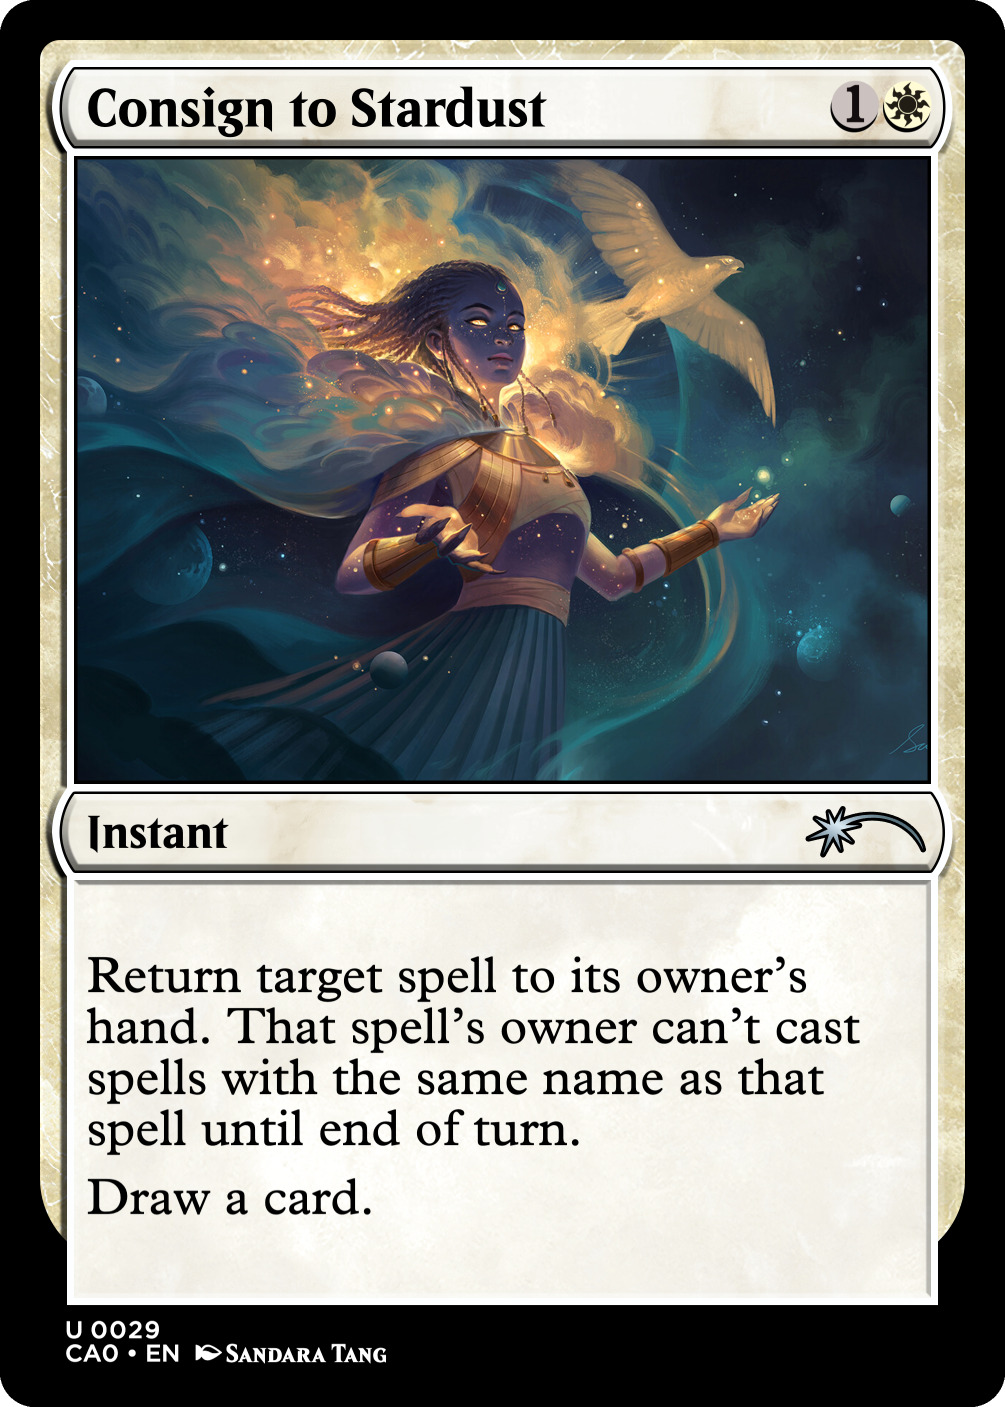 Consign to Stardust 1
Instant
Return target spell to its owner's
hand. That spell's owner can't cast
spells with the same name as that
spell until end of turn.
Draw a card.
U 0029
CAO • EN SANDARA TANG